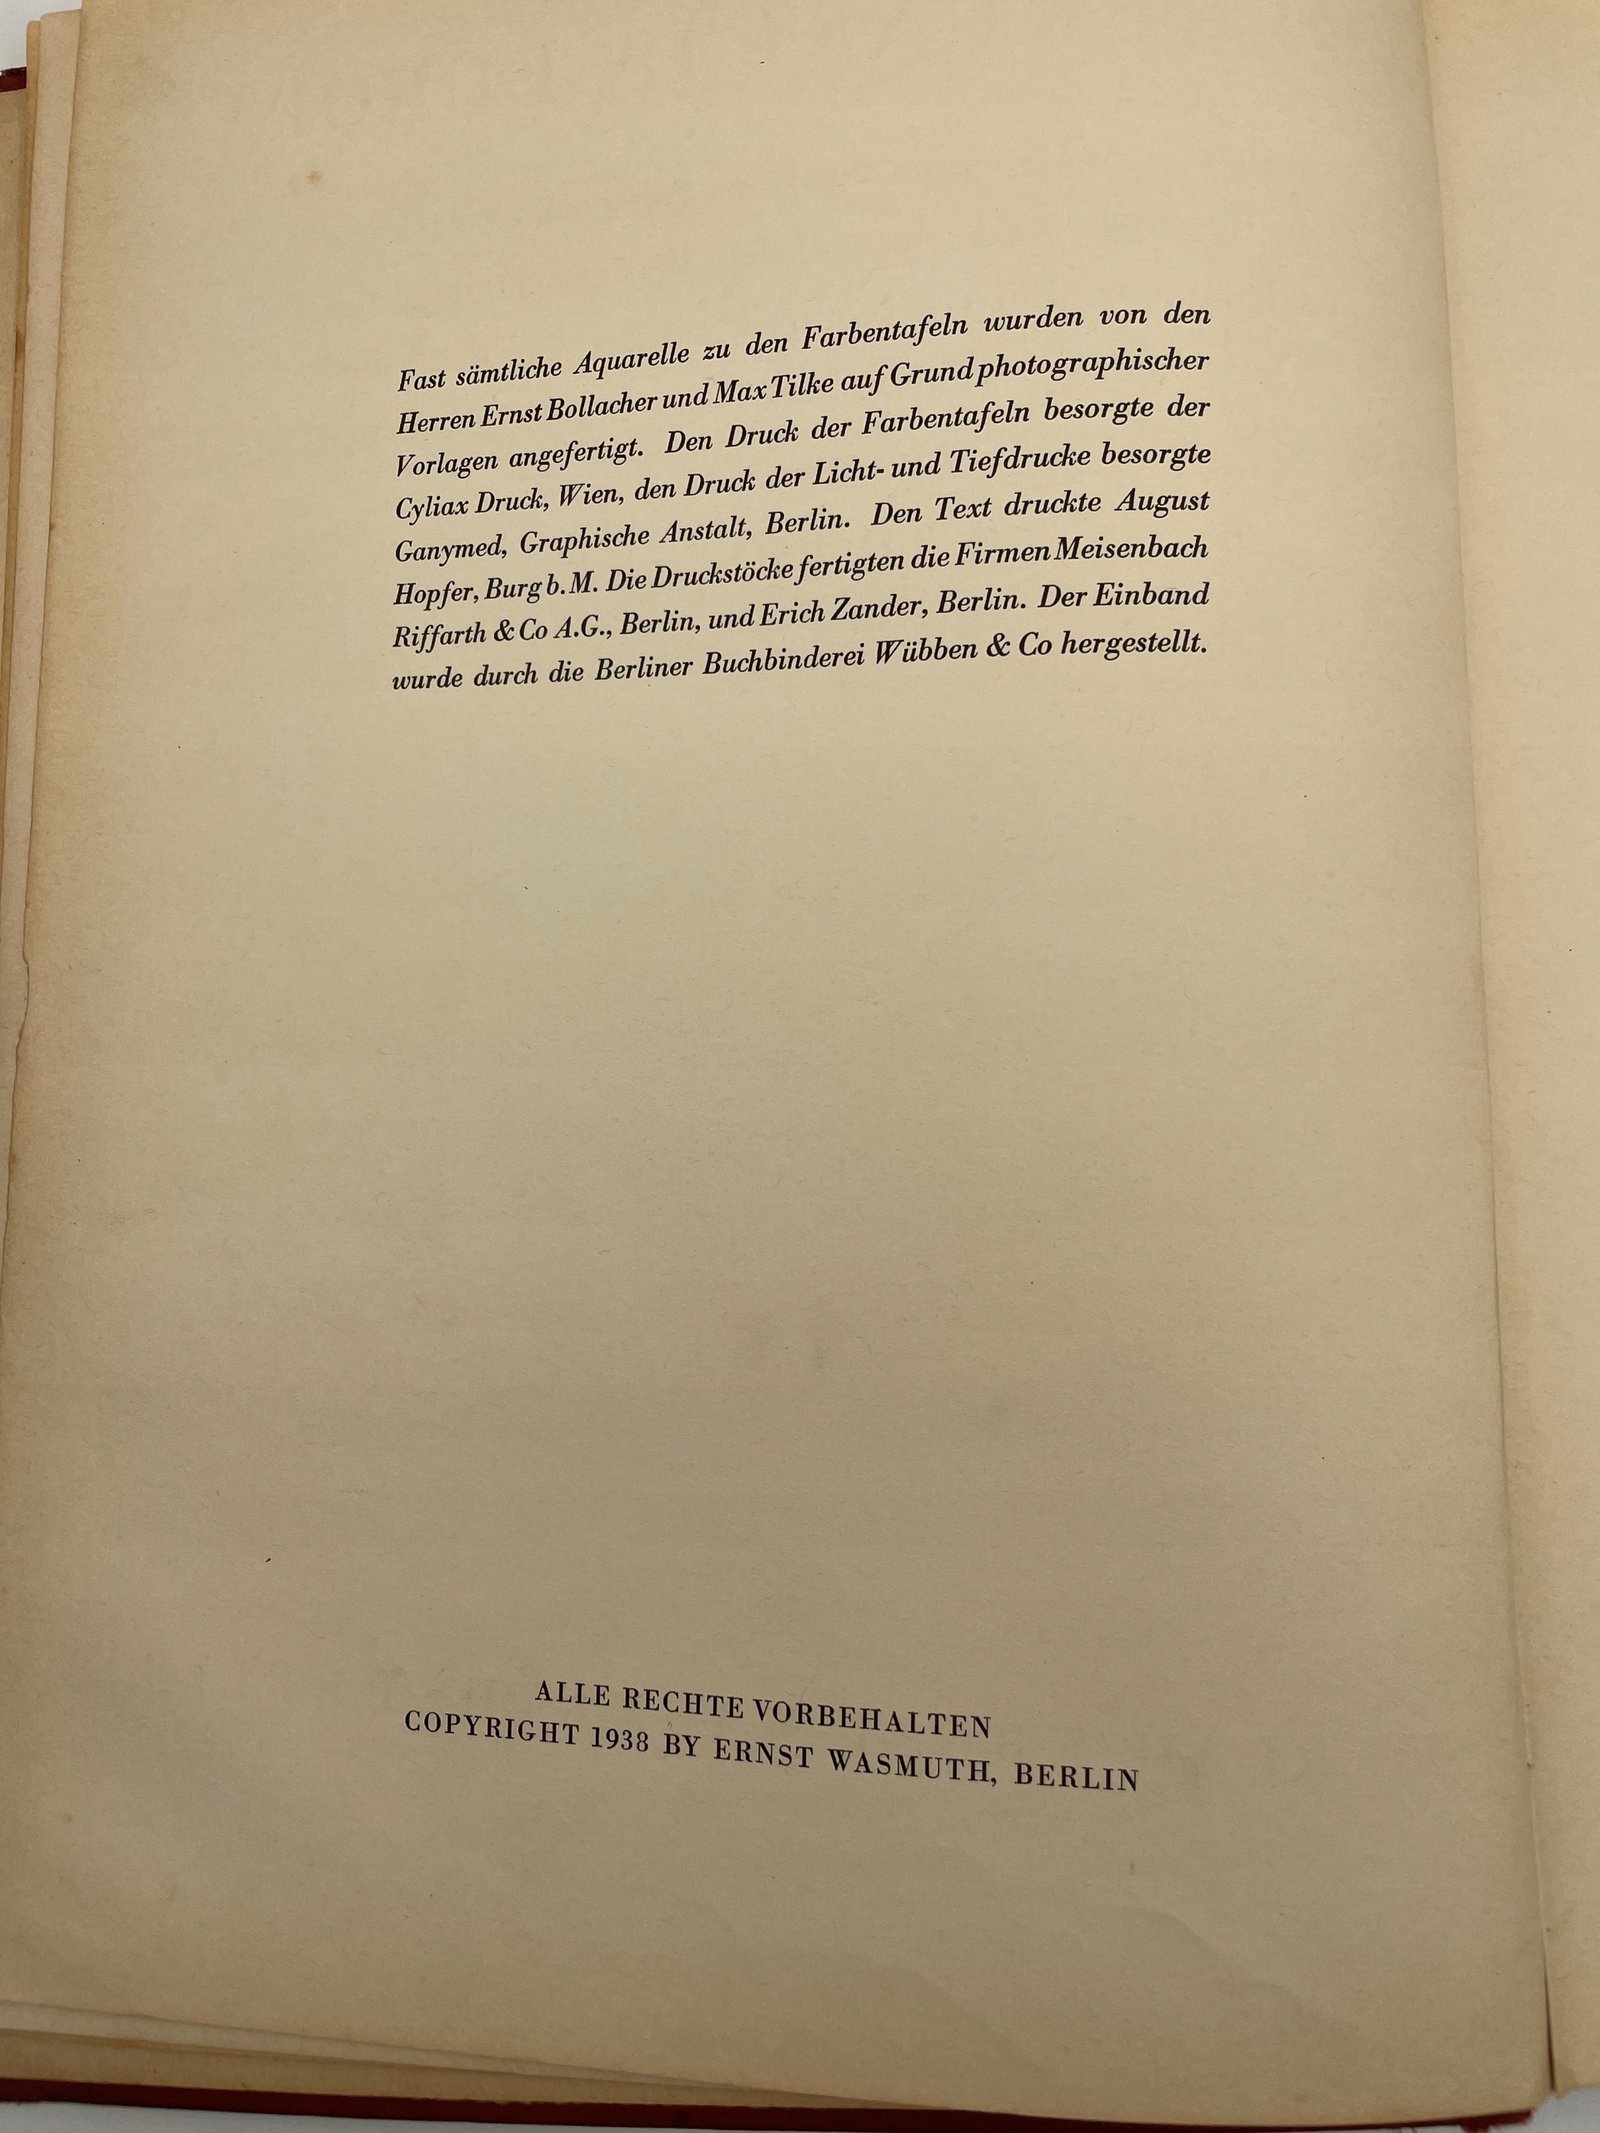 Fast sämtliche Aquarelle zu den Farbentafeln wurden von den
Herren Ernst Bollacher und Max Tilke auf Grund photographischer
Vorlagen angefertigt. Den Druck der Farbentafeln besorgte der
Cyliax Druck, Wien, den Druck der Licht- und Tiefdrucke besorgte
Ganymed, Graphische Anstalt, Berlin. Den Text druckte August
Hopfer, Burg b. M. Die Druckstöcke fertigten die Firmen Meisenbach
Riffarth & Co A.G., Berlin, und Erich Zander, Berlin. Der Einband
wurde durch die Berliner Buchbinderei Wübben & Co hergestellt.
ALLE RECHTE VORBEHALTEN
COPYRIGHT 1938 BY ERNST WASMUTH, BERLIN